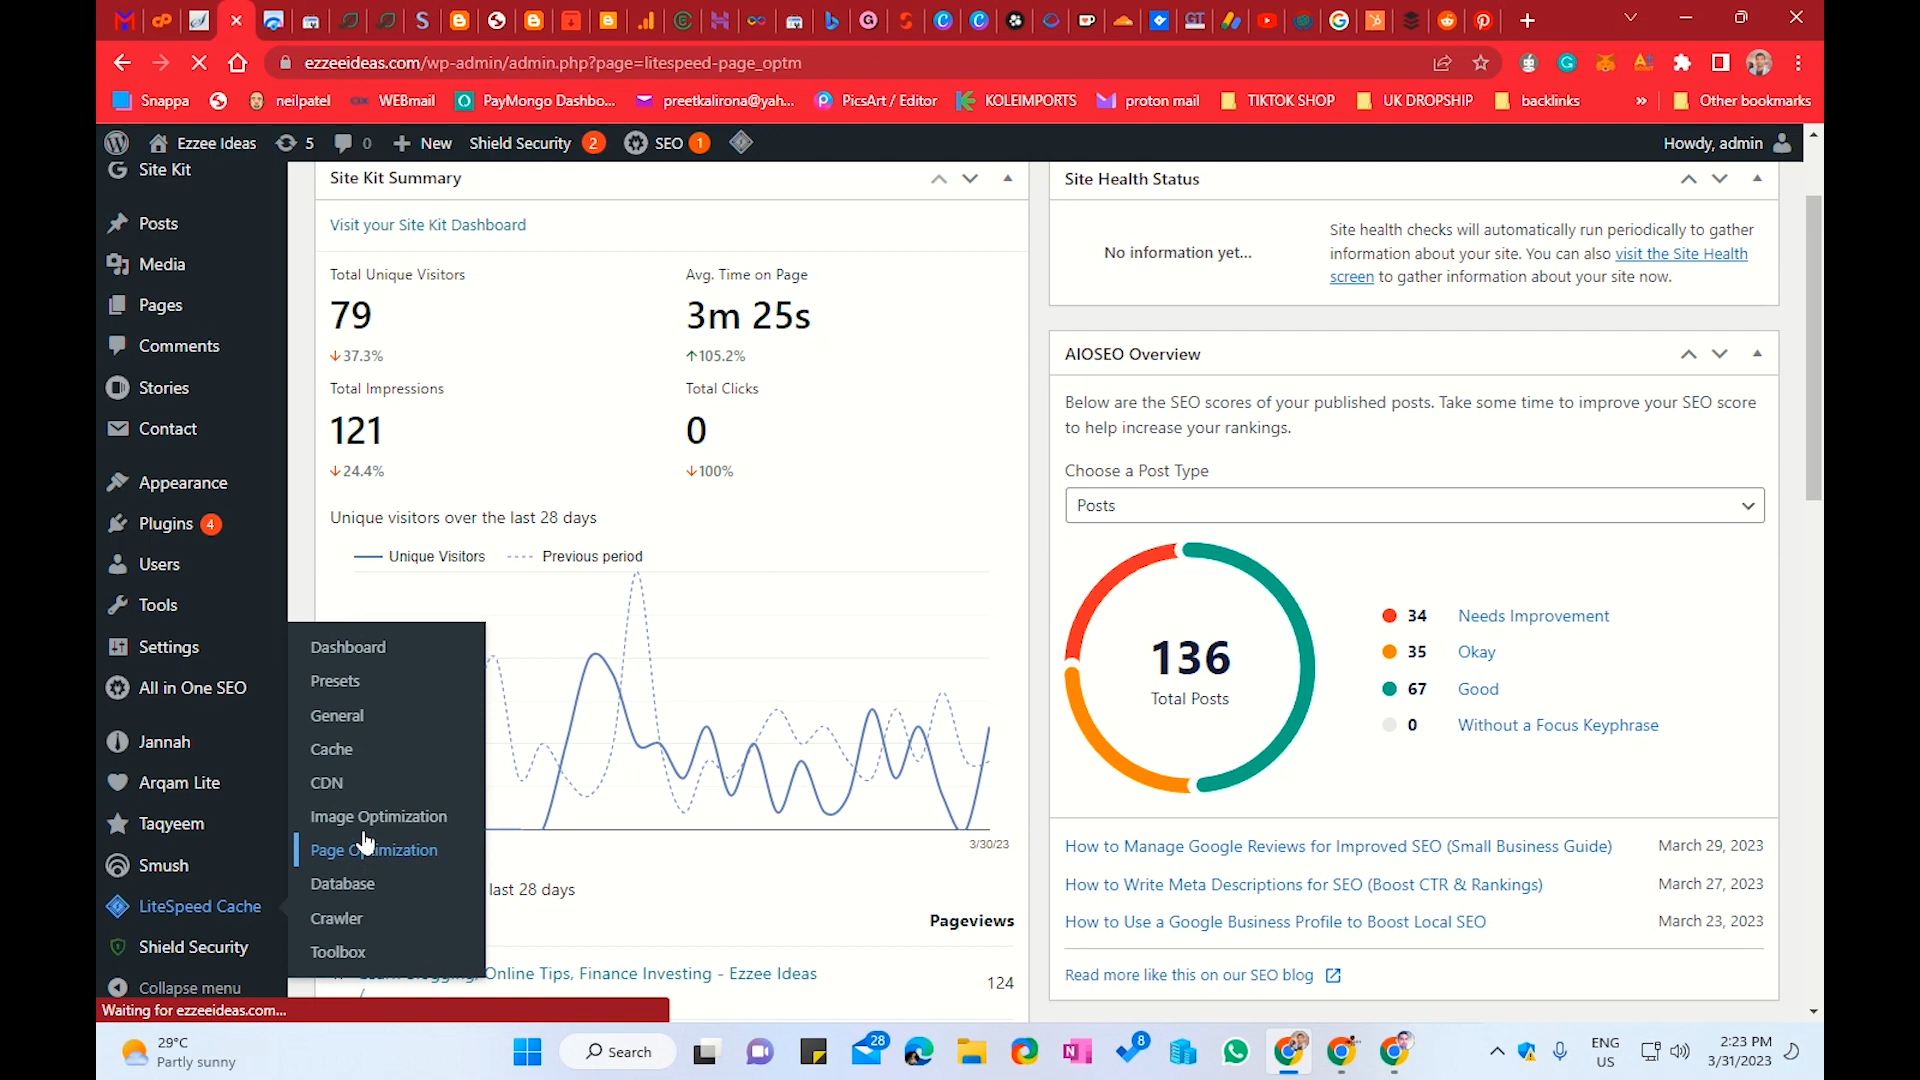 ezzeeideas.com/wp-admin/admin.php?page=litespeed-page_optm
Snappa
neilpatel
WEBmail
PayMongo Dashbo...
preetkalirona@yah...
PicsArt / Editor
KOLEIMPORTS
proton mail
TIKTOK SHOP
UK DROPSHIP
backlinks
»
Other bookmarks
Ezzee Ideas
5
0
New
Shield Security 2
SEO 1
Howdy, admin
Site Kit
Posts
Media
Pages
Comments
Stories
Contact
Appearance
Plugins 4
Users
Tools
Settings
All in One SEO
Jannah
Arqam Lite
Taqyeem
Smush
LiteSpeed Cache
Shield Security
Collapse menu
Dashboard
Presets
General
Cache
CDN
Image Optimization
Page Optimization
Database
Crawler
Toolbox
Site Kit Summary
Visit your Site Kit Dashboard
Total Unique Visitors
79
37.3%
Avg. Time on Page
3m 25s
105.2%
Total Impressions
121
24.4%
Total Clicks
0
100%
Unique visitors over the last 28 days
Unique Visitors
Previous period
3/30/23
last 28 days
Pageviews
Online Tips, Finance Investing - Ezzee Ideas
124
Site Health Status
No information yet...
Site health checks will automatically run periodically to gather
information about your site. You can also visit the Site Health
screen to gather information about your site now.
AIOSEO Overview
Below are the SEO scores of your published posts. Take some time to improve your SEO score
to help increase your rankings.
Choose a Post Type
Posts
136
Total Posts
34 Needs Improvement
35 Okay
67 Good
0 Without a Focus Keyphrase
How to Manage Google Reviews for Improved SEO (Small Business Guide) March 29, 2023
How to Write Meta Descriptions for SEO (Boost CTR & Rankings) March 27, 2023
How to Use a Google Business Profile to Boost Local SEO March 23, 2023
Read more like this on our SEO blog
Waiting for ezzeeideas.com...
29°C
Partly sunny
Search
28
8
ENG
US
2:23 PM
3/31/2023